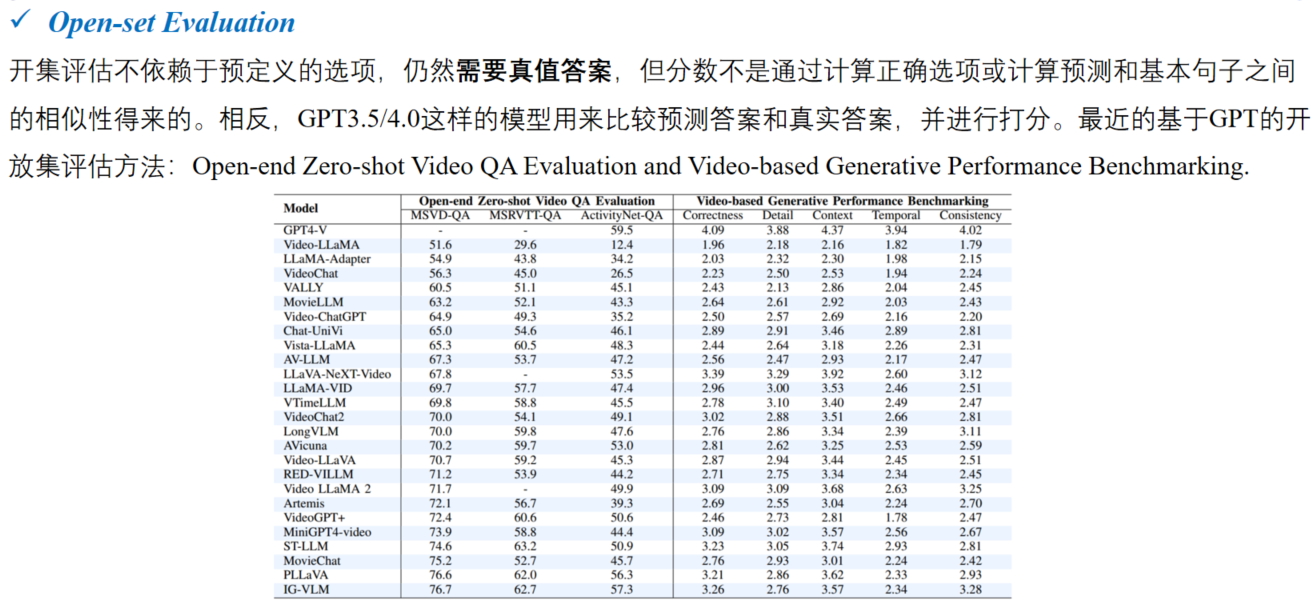 ✓ Open-set Evaluation
开集评估不依赖于预定义的选项，仍然需要真值答案，但分数不是通过计算正确选项或计算预测和基本句子之间
的相似性得来的。相反，GPT3.5/4.0这样的模型用来比较预测答案和真实答案，并进行打分。最近的基于GPT的开
放集评估方法：Open-end Zero-shot Video QA Evaluation and Video-based Generative Performance Benchmarking.
Model Open-end Zero-shot Video QA Evaluation Video-based Generative Performance Benchmarking
MSVD-QA MSRVTT-QA ActivityNet-QA Correctness Detail Context Temporal Consistency
GPT4-V - - 59.5 4.09 3.88 4.37 3.94 4.02
Video-LLaMA 51.6 29.6 12.4 1.96 2.18 2.16 1.82 1.79
LLaMA-Adapter 54.9 43.8 34.2 2.03 2.32 2.30 1.98 2.15
VideoChat 56.3 45.0 26.5 2.23 2.50 2.53 1.94 2.24
VALLY 60.5 51.1 45.1 2.43 2.13 2.86 2.04 2.45
MovieLLM 63.2 52.1 43.3 2.64 2.61 2.92 2.03 2.43
Video-ChatGPT 64.9 49.3 35.2 2.50 2.57 2.69 2.16 2.20
Chat-UniVi 65.0 54.6 46.1 2.89 2.91 3.46 2.89 2.81
Vista-LLaMA 65.3 60.5 48.3 2.44 2.64 3.18 2.26 2.31
AV-LLM 67.3 53.7 47.2 2.56 2.47 2.93 2.17 2.47
LLaVA-NeXT-Video 67.8 - 53.5 3.39 3.29 3.92 2.60 3.12
LLaMA-VID 69.7 57.7 47.4 2.96 3.00 3.53 2.46 2.51
VTimeLLM 69.8 58.8 45.5 2.78 3.10 3.40 2.49 2.47
VideoChat2 70.0 54.1 49.1 3.02 2.88 3.51 2.66 2.81
LongVLM 70.0 59.8 47.6 2.76 2.86 3.34 2.39 3.11
AVicuna 70.2 59.7 53.0 2.81 2.62 3.25 2.53 2.59
Video-LLaVA 70.7 59.2 45.3 2.87 2.94 3.44 2.45 2.51
RED-VILLM 71.2 53.9 44.2 2.71 2.75 3.34 2.34 2.45
Video LLaMA 2 71.7 - 49.9 3.09 3.09 3.68 2.63 3.25
Artemis 72.1 56.7 39.3 2.69 2.55 3.04 2.24 2.70
VideoGPT+ 72.4 60.6 50.6 2.46 2.73 2.81 1.78 2.47
MiniGPT4-video 73.9 58.8 44.4 3.09 3.02 3.57 2.56 2.67
ST-LLM 74.6 63.2 50.9 3.23 3.05 3.74 2.93 2.81
MovieChat 75.2 52.7 45.7 2.76 2.93 3.01 2.24 2.42
PLLaVA 76.6 62.0 56.3 3.21 2.86 3.62 2.33 2.93
IG-VLM 76.7 62.7 57.3 3.26 2.76 3.57 2.34 3.28